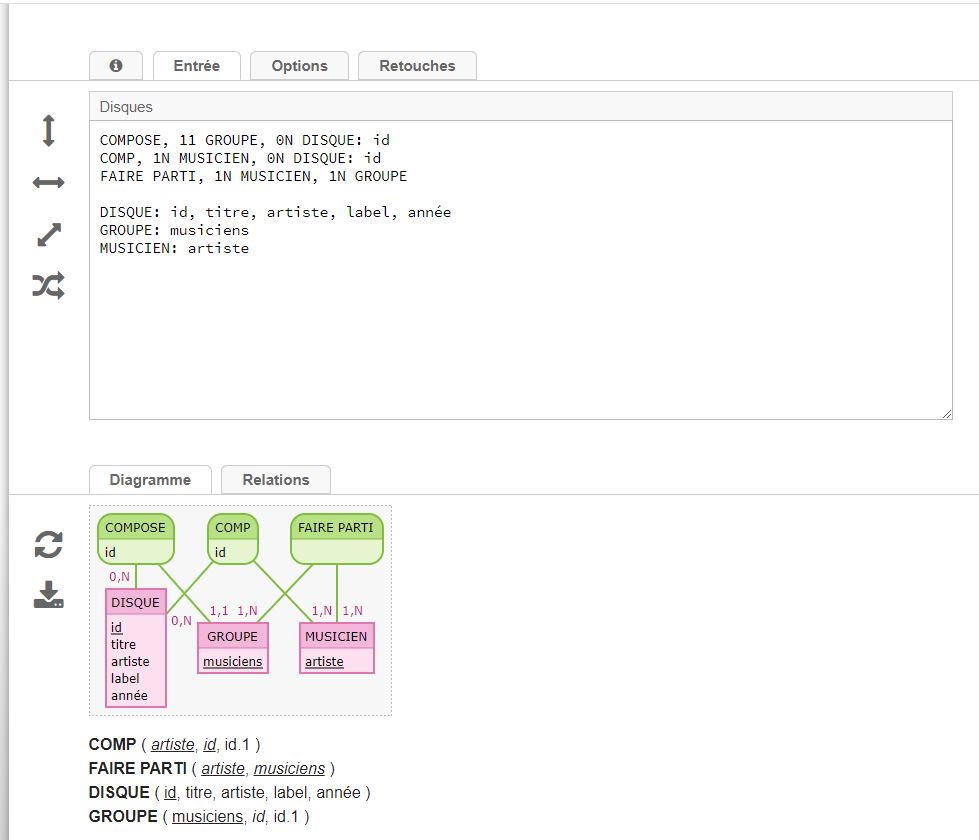 Entrée Options Retouches
Disques
COMPOSE, 11 GROUPE, 0N DISQUE: id
COMP, 1N MUSICIEN, 0N DISQUE: id
FAIRE PARTI, 1N MUSICIEN, 1N GROUPE
DISQUE: id, titre, artiste, label, année
GROUPE: musiciens
MUSICIEN: artiste
Diagramme Relations
COMPOSE COMP FAIRE PARTI
id id
0,N
DISQUE
0,N 1,1 1,N 1,N 1,N
id
titre
artiste
label
année
GROUPE MUSICIEN
musiciens artiste
COMP ( artiste, id, id.1 )
FAIRE PARTI ( artiste, musiciens )
DISQUE ( id, titre, artiste, label, année )
GROUPE ( musiciens, id, id.1 )